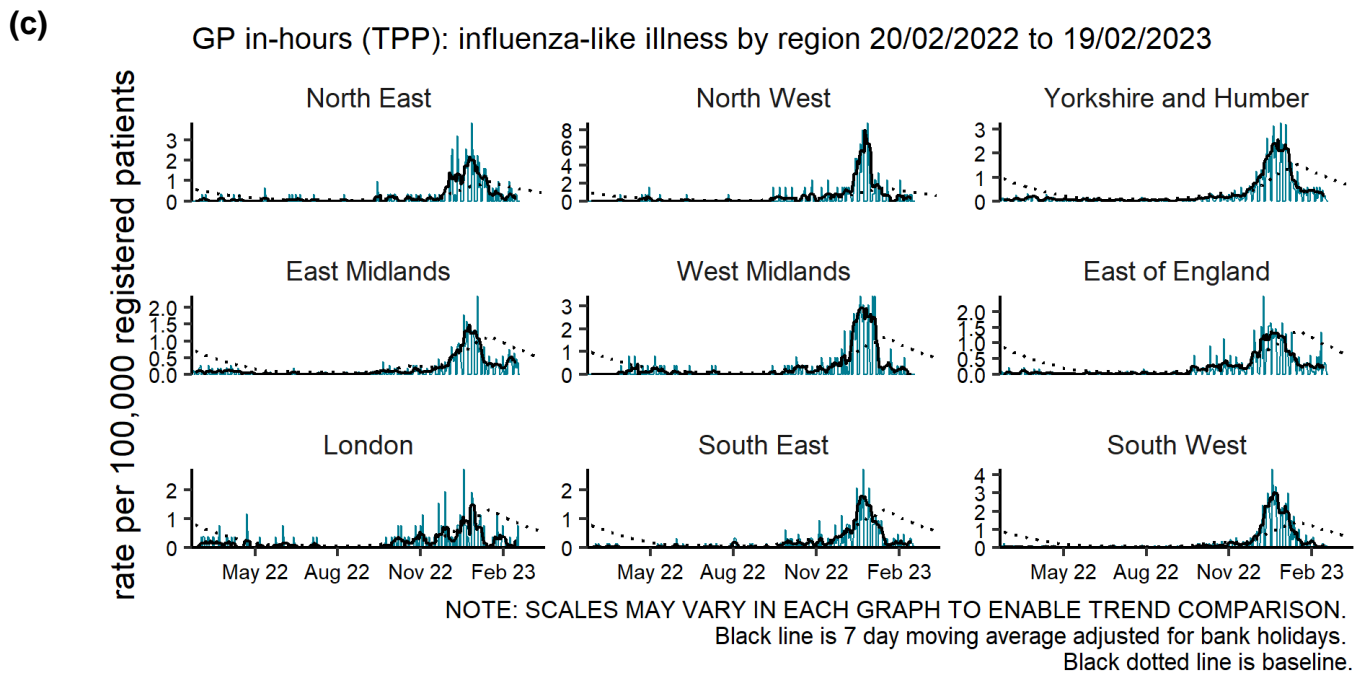 (c)
GP in-hours (TPP): influenza-like illness by region 20/02/2022 to 19/02/2023
rate per 100,000 registered patients
North East
3
2
1
0
North West
8
6
4
2
0
Yorkshire and Humber
3
2
1
0
East Midlands
2.0
1.5
1.0
0.5
0.0
West Midlands
3
2
1
0
East of England
2.0
1.5
1.0
0.5
0.0
London
2
1
0
South East
2
1
0
South West
4
3
2
1
0
May 22 Aug 22 Nov 22 Feb 23 May 22 Aug 22 Nov 22 Feb 23 May 22 Aug 22 Nov 22 Feb 23
NOTE: SCALES MAY VARY IN EACH GRAPH TO ENABLE TREND COMPARISON.
Black line is 7 day moving average adjusted for bank holidays.
Black dotted line is baseline.